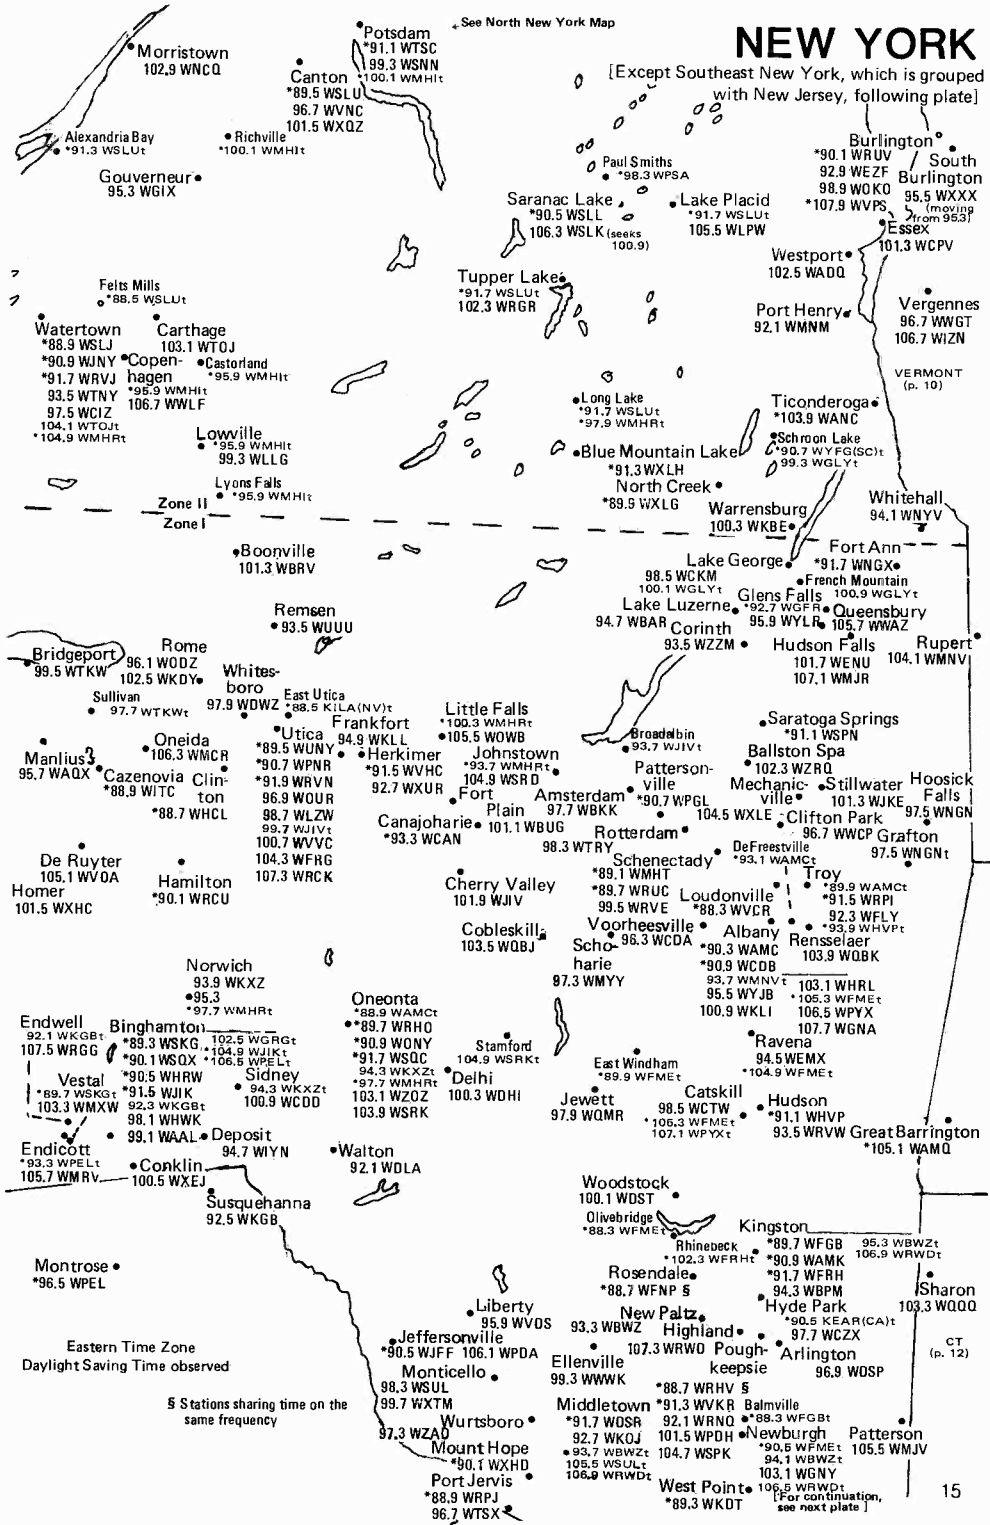 See North New York Map
NEW YORK
[Except Southeast New York, which is grouped
with New Jersey, following plate]
Potsdam
*91.1 WTSC
99.3 WSNN
*100.1 WMHIt
Morristown
102.9 WNCQ
Canton
*89.5 WSLU
96.7 WVNC
101.5 WXQZ
Alexandria Bay
*91.3 WSLUt
Richville
*100.1 WMHIt
Gouverneur
95.3 WGIX
Paul Smiths
*98.3 WPSA
Saranac Lake
*90.5 WSLL
106.3 WSLK (seeks
100.9)
Lake Placid
*91.7 WSLUt
105.5 WLPW
Burlington
*90.1 WRUV
92.9 WEZF
98.9 WOKO
*107.9 WVPS
South
Burlington
95.5 WXXX
(moving
from 95.3)
Essex
101.3 WCPV
Westport
102.5 WADQ
Tupper Lake
*91.7 WSLUt
102.3 WRGR
Port Henry
92.1 WMNM
Vergennes
96.7 WWGT
106.7 WIZN
VERMONT
(p. 10)
Felts Mills
*88.5 WSLUt
Watertown
*88.9 WSLJ
*90.9 WJNY
*91.7 WRVJ
93.5 WTNY
97.5 WCIZ
104.1 WTOJt
*104.9 WMHRt
Carthage
103.1 WTOJ
Copen-
hagen
*95.9 WMHIt
106.7 WWLF
Castorland
*95.9 WMHIt
Lowville
*95.9 WMHIt
99.3 WLLG
Lyons Falls
*95.9 WMHIt
Long Lake
*91.7 WSLUt
*97.9 WMHRt
Ticonderoga
*103.9 WANC
Schroon Lake
*90.7 WYFG(SC)t
99.3 WGLYt
Blue Mountain Lake
*91.3 WXLH
North Creek
*89.9 WXLG
Warrensburg
100.3 WKBE
Whitehall
94.1 WNYV
Zone II
Zone I
Boonville
101.3 WBRV
Lake George
98.5 WCKM
100.1 WGLYt
Fort Ann
*91.7 WNGX
French Mountain
100.9 WGLYt
Glens Falls
*92.7 WGFR
95.9 WYLR
Lake Luzerne
94.7 WBAR
Queensbury
105.7 WWAZ
Corinth
93.5 WZZM
Hudson Falls
101.7 WENU
107.1 WMJR
Rupert
104.1 WMNV
Remsen
*93.5 WUUU
Bridgeport
99.5 WTKW
Rome
96.1 WODZ
102.5 WKDY
Whites-
boro
97.9 WDWZ
Sullivan
97.7 WTKWt
East Utica
*88.5 KILA(NV)t
Frankfort
94.9 WKLL
Little Falls
*100.3 WMHRt
105.5 WOWB
Utica
*89.5 WUNY
*90.7 WPNR
*91.9 WRVN
96.9 WOUR
98.7 WLZW
99.7 WJIVt
100.7 WVVC
104.3 WFRG
107.3 WRCK
Herkimer
*91.5 WVHC
92.7 WXUR
Johnstown
*93.7 WMHRt
104.9 WSRD
Broadalbin
93.7 WJIVt
Saratoga Springs
*91.1 WSPN
Ballston Spa
102.3 WZRQ
Manlius3
95.7 WAQX
Oneida
106.3 WMCR
Cazenovia
*88.9 WITC
Clin-
ton
*88.7 WHCL
Fort
Plain
101.1 WBUG
Amsterdam
97.7 WBKK
Patterson-
ville
*90.7 WPGL
Mechanic-
ville
104.5 WXLE
Stillwater
101.3 WJKE
Hoosick
Falls
97.5 WNGN
Canajoharie
*93.3 WCAN
Rotterdam
98.3 WTRY
Clifton Park
96.7 WWCP
Grafton
97.5 WNGNt
De Ruyter
105.1 WVOA
Homer
101.5 WXHC
Hamilton
*90.1 WRCU
Cherry Valley
101.9 WJIV
Schenectady
*89.1 WMHT
*89.7 WRUC
99.5 WRVE
DeFreestville
*93.1 WAMCt
Loudonville
*88.3 WVCR
Troy
*89.9 WAMCt
*91.5 WRPI
92.3 WFLY
*93.9 WHVPt
Cobleskill
103.5 WQBJ
Voorheesville
96.3 WCDA
Scho-
harie
97.3 WMYY
Albany
*90.3 WAMC
*90.9 WCDB
93.7 WMNVt
95.5 WYJB
100.9 WKLI
Rensselaer
103.9 WQBK
103.1 WHRL
*105.3 WFMEt
106.5 WPYX
107.7 WGNA
Norwich
93.9 WKXZ
95.3
*97.7 WMHRt
Oneonta
*88.9 WAMCt
*89.7 WRHO
*90.9 WONY
*91.7 WSQC
94.3 WKXZt
*97.7 WMHRt
103.1 WZOZ
103.9 WSRK
Endwell
92.1 WKGBt
107.5 WRGG
Binghamton
*89.3 WSKG
*90.1 WSQX
*90.5 WHRW
*91.5 WJIK
92.3 WKGBt
98.1 WHWK
99.1 WAAL
102.5 WGRGt
*104.9 WJIKt
*106.5 WPELt
Sidney
94.3 WKXZt
100.9 WCDD
Stamford
104.9 WSRKt
Delhi
100.3 WDHI
Ravena
94.5 WEMX
*104.9 WFMEt
East Windham
*89.9 WFMEt
Vestal
*89.7 WSKGt
103.3 WMXW
Jewett
97.9 WQMR
Catskill
98.5 WCTW
*106.3 WFMEt
107.1 WPYXt
Hudson
*91.1 WHVP
93.5 WRVW
Great Barrington
*105.1 WAMQ
Endicott
*93.3 WPELt
105.7 WMRV
Deposit
94.7 WIYN
Conklin
100.5 WXEJ
Walton
92.1 WDLA
Susquehanna
92.5 WKGB
Woodstock
100.1 WDST
Olivebridge
*88.3 WFMEt
Rhinebeck
*102.3 WFRHt
Kingston
*89.7 WFGB
*90.9 WAMK
*91.7 WFRH
94.3 WBPM
95.3 WBWZt
106.9 WRWDt
Montrose
*96.5 WPEL
Rosendale
*88.7 WFNP §
Sharon
103.3 WQQQ
Hyde Park
*90.5 KEAR(CA)t
97.7 WCZX
Liberty
95.9 WVOS
New Paltz
93.3 WBWZ
Highland
107.3 WRWD
Jeffersonville
*90.5 WJFF
106.1 WPDA
Eastern Time Zone
Daylight Saving Time observed
CT
(p. 12)
Pough-
keepsie
*88.7 WRHV §
*91.3 WVKR
92.1 WRNQ
101.5 WPDH
104.7 WSPK
Arlington
96.9 WDSP
Ellenville
99.3 WWWK
Monticello
98.3 WSUL
99.7 WXTM
§ Stations sharing time on the
same frequency
97.3 WZAD
Wurtsboro
Middletown
*91.7 WOSR
92.7 WKOJ
*93.7 WBWZt
105.5 WSULt
106.9 WRWDt
Balmville
*88.3 WFGBt
Newburgh
*90.5 WFMEt
94.1 WBWZt
103.1 WGNY
106.5 WRWDt
Patterson
105.5 WMJV
Mount Hope
*90.1 WXHD
Port Jervis
*88.9 WRPJ
96.7 WTSX
West Point
*89.3 WKDT
[For continuation,
see next plate ]
15